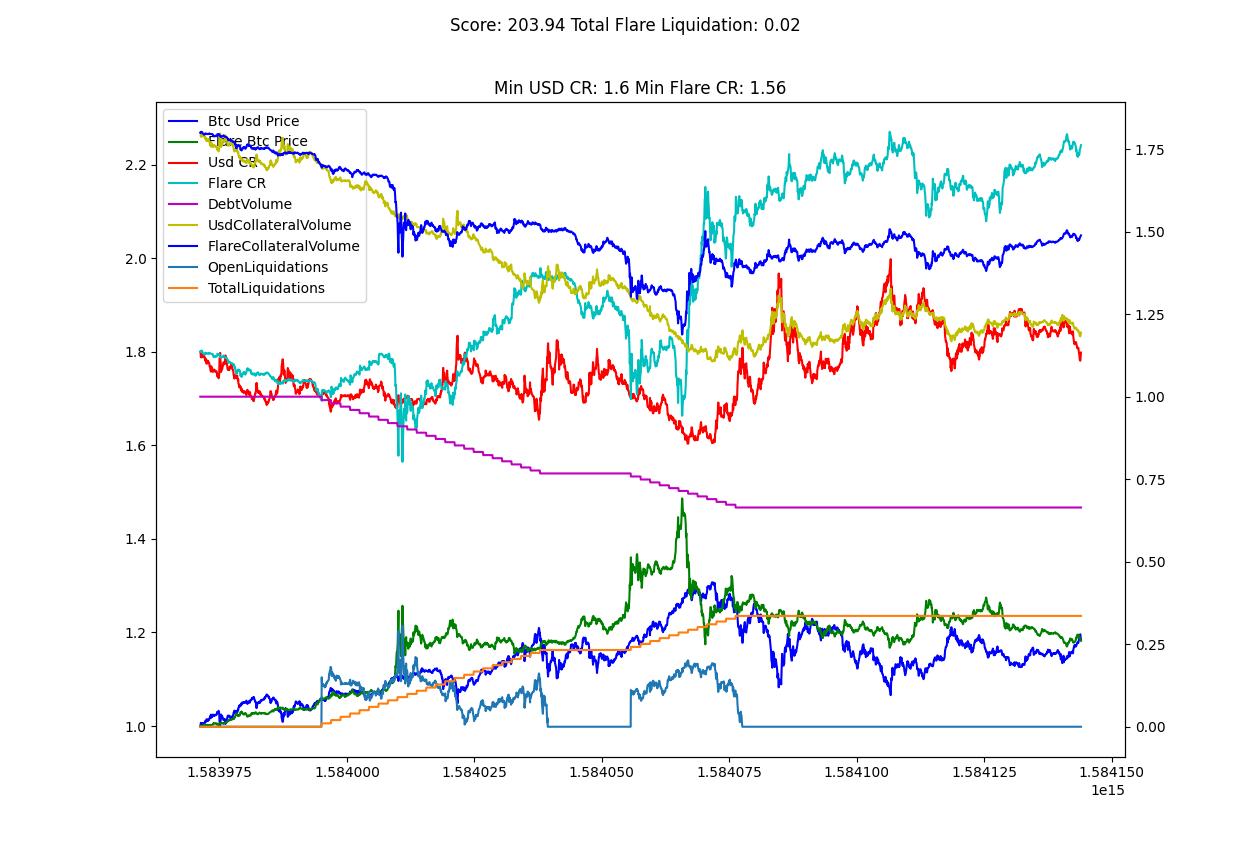 Score: 203.94 Total Flare Liquidation: 0.02
Min USD CR: 1.6 Min Flare CR: 1.56
Btc Usd Price
Flare Btc Price
Usd CR
Flare CR
DebtVolume
UsdCollateralVolume
FlareCollateralVolume
OpenLiquidations
TotalLiquidations
2.2
2.0
1.8
1.6
1.4
1.2
1.0
1.75
1.50
1.25
1.00
0.75
0.50
0.25
0.00
1.583975 1.584000 1.584025 1.584050 1.584075 1.584100 1.584125 1.584150
1e15